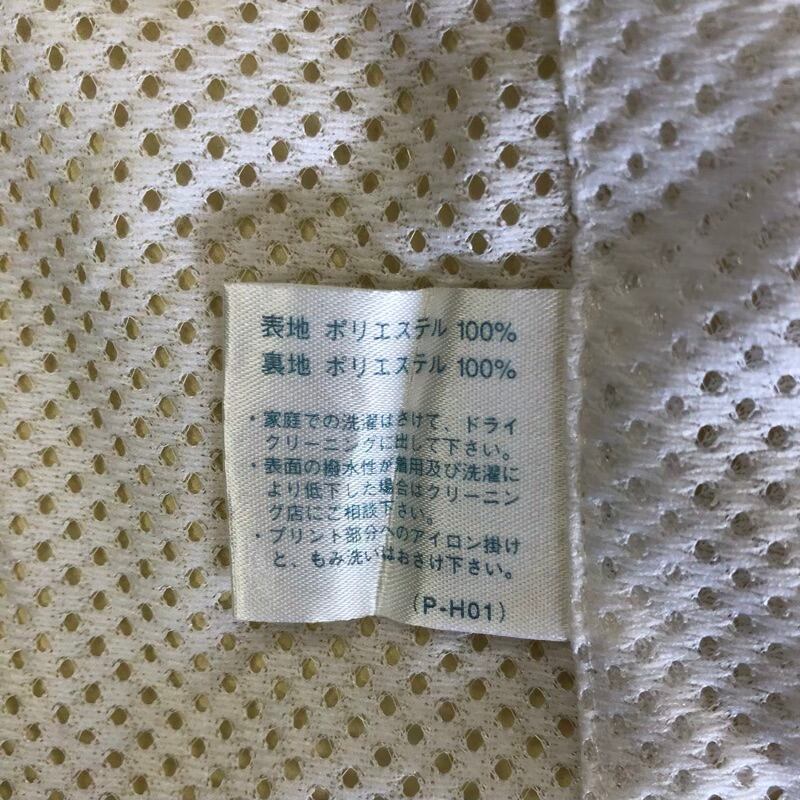 表地 ポリエステル 100%
裏地 ポリエステル 100%
・家庭での洗濯はさけて、ドライ
クリーニングに出して下さい。
・表面の撥水性が着用及び洗濯に
より低下した場合はクリーニン
グ店にご相談下さい。
・プリント部分へのアイロン掛け
と、もみ洗いはおさけ下さい。
(P-H01)